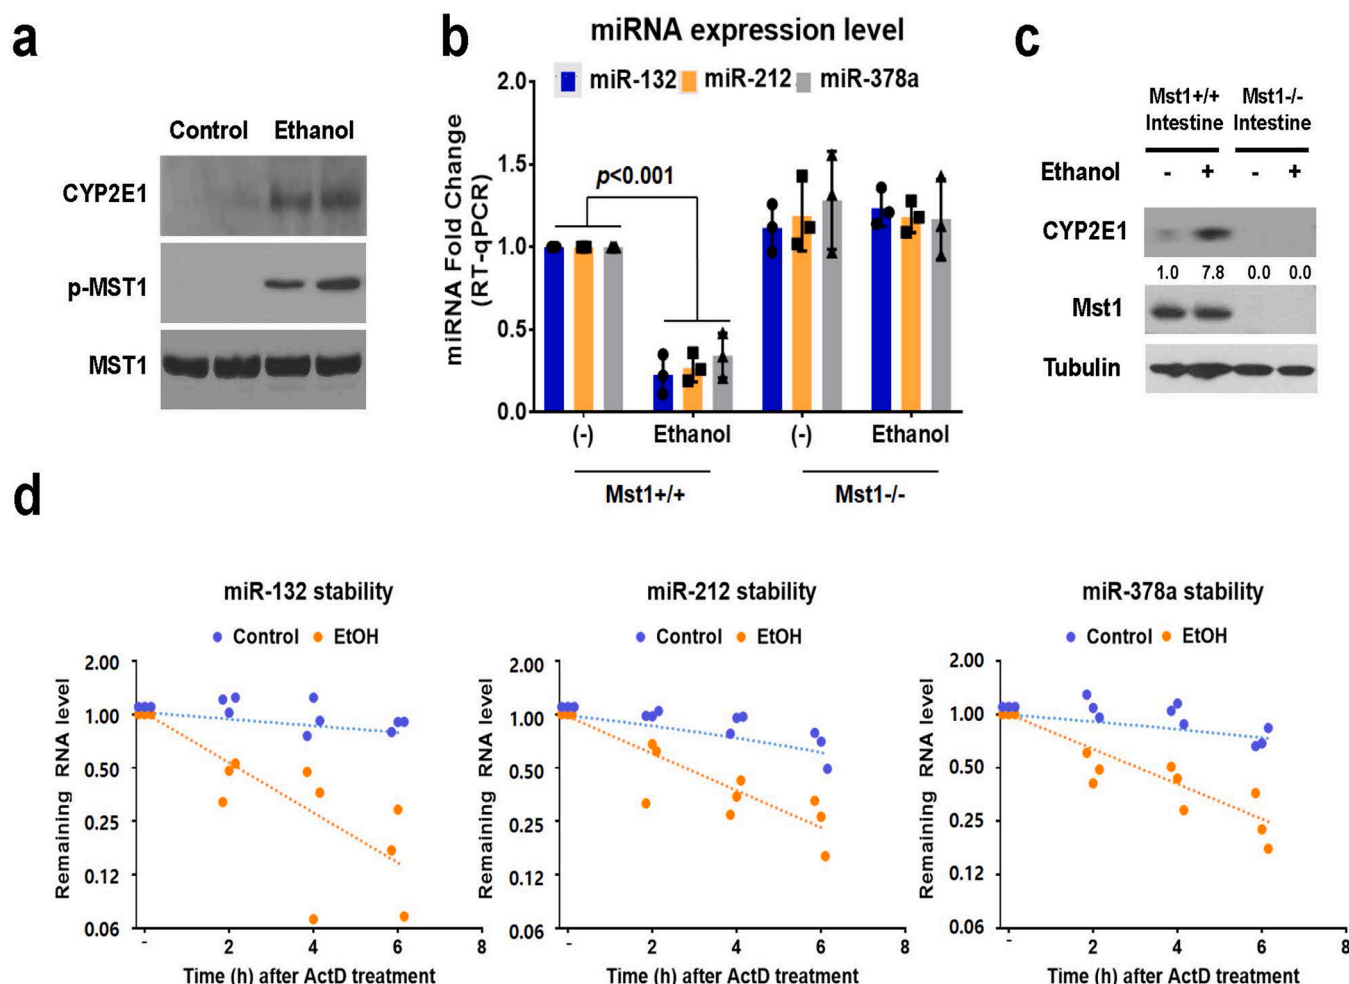 a
Control Ethanol
CYP2E1
p-MST1
MST1
b
miRNA expression level
miR-132 miR-212 miR-378a
miRNA Fold Change
(RT-qPCR)
2.0
1.5
1.0
0.5
0.0
p<0.001
(-) Ethanol (-) Ethanol
Mst1+/+ Mst1-/-
c
Mst1+/+ Mst1-/-
Intestine Intestine
Ethanol - + - +
CYP2E1
1.0 7.8 0.0 0.0
Mst1
Tubulin
d
miR-132 stability
Control EtOH
Remaining RNA level
2.00
1.00
0.50
0.25
0.12
0.06
- 2 4 6 8
Time (h) after ActD treatment
miR-212 stability
Control EtOH
Remaining RNA level
2.00
1.00
0.50
0.25
0.12
0.06
- 2 4 6 8
Time (h) after ActD treatment
miR-378a stability
Control EtOH
Remaining RNA level
2.00
1.00
0.50
0.25
0.12
0.06
- 2 4 6 8
Time (h) after ActD treatment